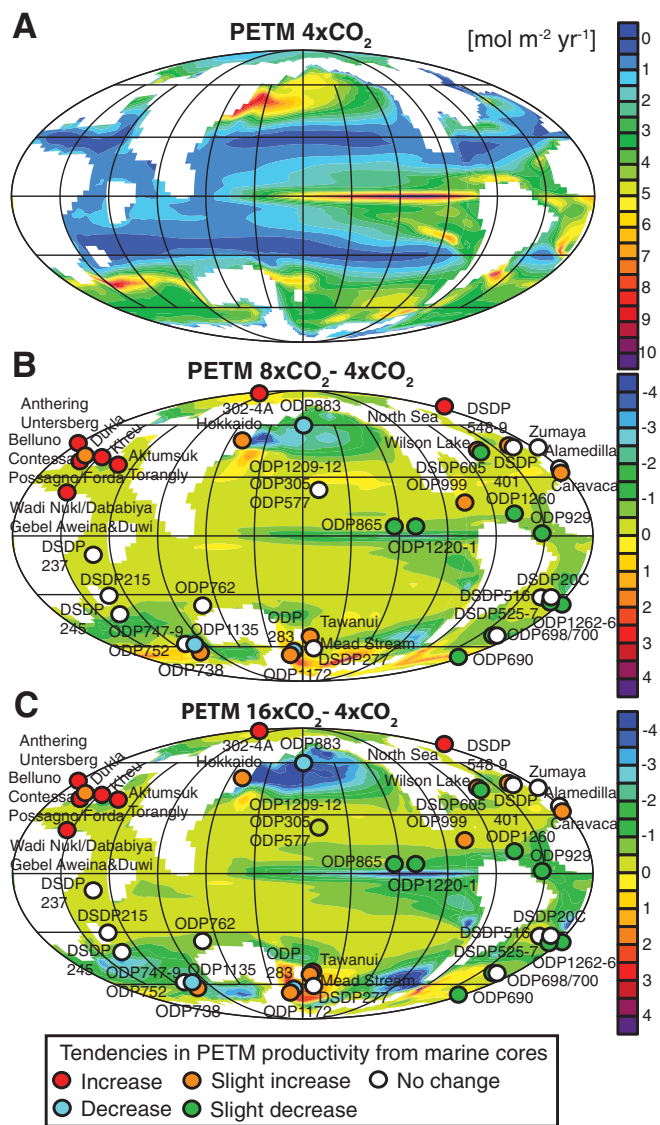 A
PETM 4xCO2
[mol m-2 yr-1]
0
1
2
3
4
5
6
7
8
9
10
B
PETM 8xCO2- 4xCO2
Anthering
Untersberg
Belluno
Contessa
Possagno/Forda
Dukla
Kheu
Aktumsuk
Torangly
Wadi Nukl/Dababiya
Gebel Aweina&Duwi
DSDP
237
DSDP215
DSDP
245
302-4A
Hokkaido
ODP883
ODP1209-12
ODP305
ODP577
ODP865
ODP1220-1
ODP762
ODP747-9
ODP1135
ODP752
ODP738
ODP
283
Tawanui
Mead Stream
DSDP277
ODP1172
North Sea
DSDP
548-9
Wilson Lake
DSDP605
DSDP
401
Zumaya
Alamedilla
Caravaca
ODP999
ODP1260
ODP929
DSDP20C
DSDP516
DSDP525-7
ODP1262-6
ODP698/700
ODP690
-4
-3
-2
-1
0
1
2
3
4
C
PETM 16xCO2- 4xCO2
Anthering
Untersberg
Belluno
Contessa
Possagno/Forda
Dukla
Kheu
Aktumsuk
Torangly
Wadi Nukl/Dababiya
Gebel Aweina&Duwi
DSDP
237
DSDP215
DSDP
245
302-4A
Hokkaido
ODP883
ODP1209-12
ODP305
ODP577
ODP865
ODP1220-1
ODP762
ODP747-9
ODP1135
ODP752
ODP738
ODP
283
Tawanui
Mead Stream
DSDP277
ODP1172
North Sea
DSDP
548-9
Wilson Lake
DSDP605
DSDP
401
Zumaya
Alamedilla
Caravaca
ODP999
ODP1260
ODP929
DSDP20C
DSDP516
DSDP525-7
ODP1262-6
ODP698/700
ODP690
-4
-3
-2
-1
0
1
2
3
4
Tendencies in PETM productivity from marine cores
Increase
Slight increase
No change
Decrease
Slight decrease